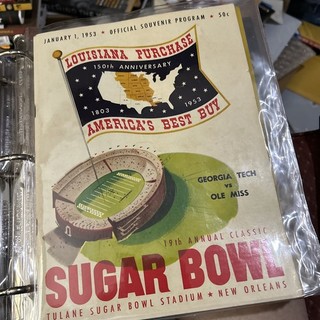 JANUARY 1, 1953 ★ OFFICIAL SOUVENIR PROGRAM ★ 50c
LOUISIANA PURCHASE
150th ANNIVERSARY
1803 1953
AMERICA'S BEST BUY
GEORGIA TECH
vs
OLE MISS
19th ANNUAL CLASSIC
SUGAR BOWL
TULANE SUGAR BOWL STADIUM ★ NEW ORLEANS